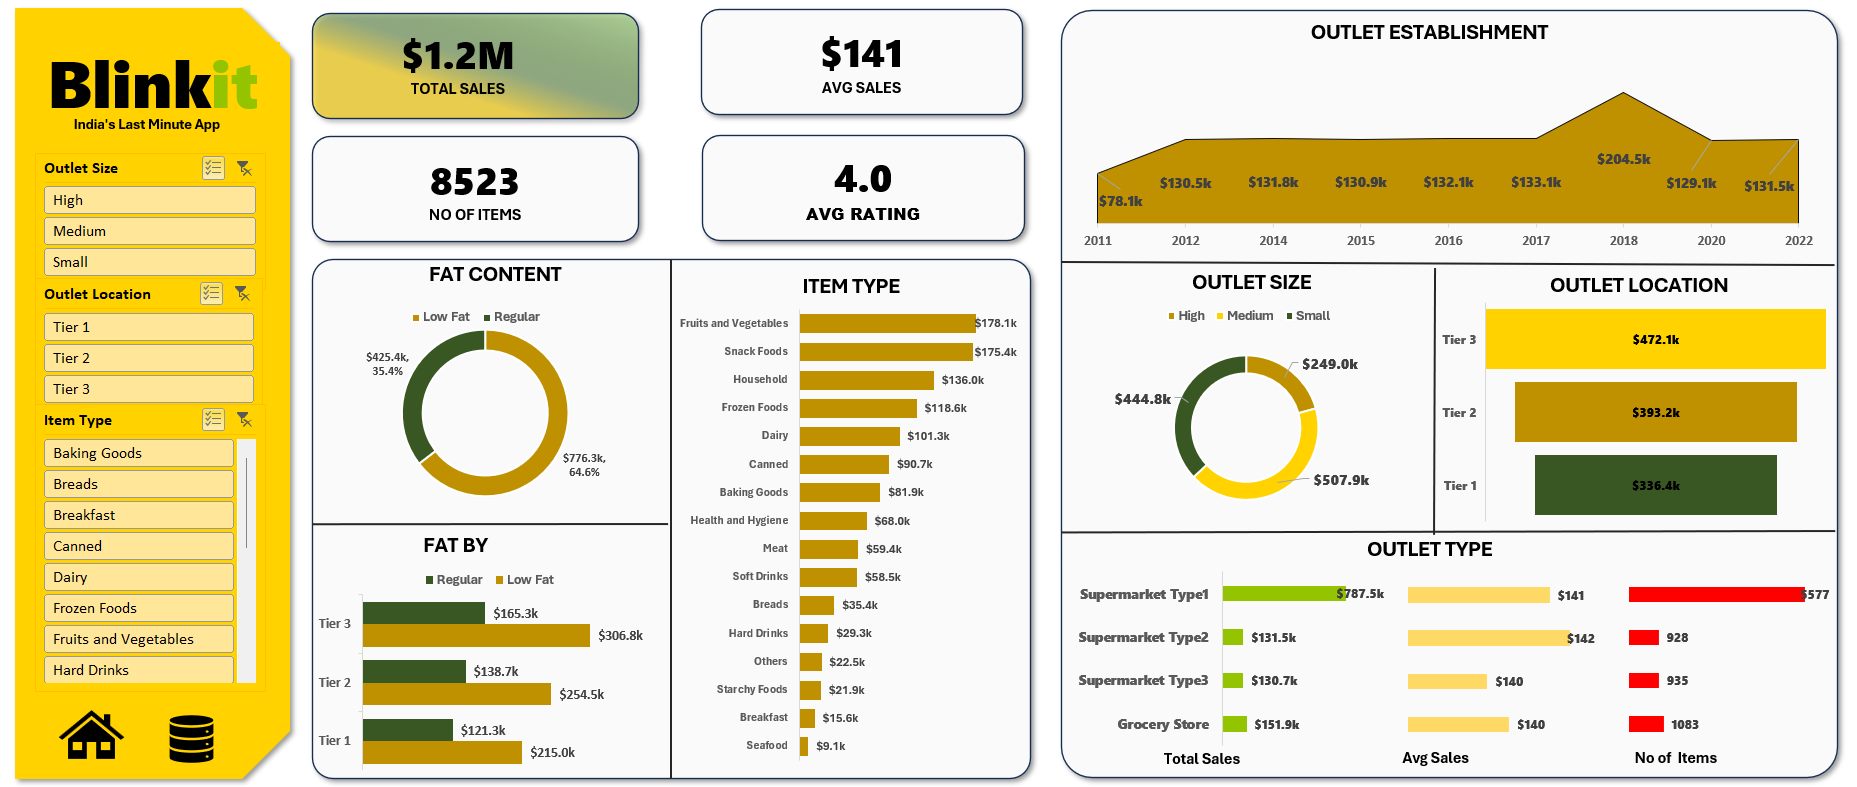 Blinkit
India's Last Minute App
Outlet Size
High
Medium
Small
Outlet Location
Tier 1
Tier 2
Tier 3
Item Type
Baking Goods
Breads
Breakfast
Canned
Dairy
Frozen Foods
Fruits and Vegetables
Hard Drinks
$1.2M
TOTAL SALES
$141
AVG SALES
8523
NO OF ITEMS
4.0
AVG RATING
FAT CONTENT
Low Fat Regular
$425.4k,
35.4%
$776.3k,
64.6%
FAT BY
Regular Low Fat
Tier 3 $165.3k
$306.8k
Tier 2 $138.7k
$254.5k
Tier 1 $121.3k
$215.0k
ITEM TYPE
Fruits and Vegetables $178.1k
Snack Foods $175.4k
Household $136.0k
Frozen Foods $118.6k
Dairy $101.3k
Canned $90.7k
Baking Goods $81.9k
Health and Hygiene $68.0k
Meat $59.4k
Soft Drinks $58.5k
Breads $35.4k
Hard Drinks $29.3k
Others $22.5k
Starchy Foods $21.9k
Breakfast $15.6k
Seafood $9.1k
OUTLET ESTABLISHMENT
$78.1k $130.5k $131.8k $130.9k $132.1k $133.1k $204.5k $129.1k $131.5k
2011 2012 2014 2015 2016 2017 2018 2020 2022
OUTLET SIZE
High Medium Small
$249.0k
$444.8k
$507.9k
OUTLET LOCATION
Tier 3 $472.1k
Tier 2 $393.2k
Tier 1 $336.4k
OUTLET TYPE
Supermarket Type1 $787.5k $141 5577
Supermarket Type2 $131.5k $142 928
Supermarket Type3 $130.7k $140 935
Grocery Store $151.9k $140 1083
Total Sales Avg Sales No of Items